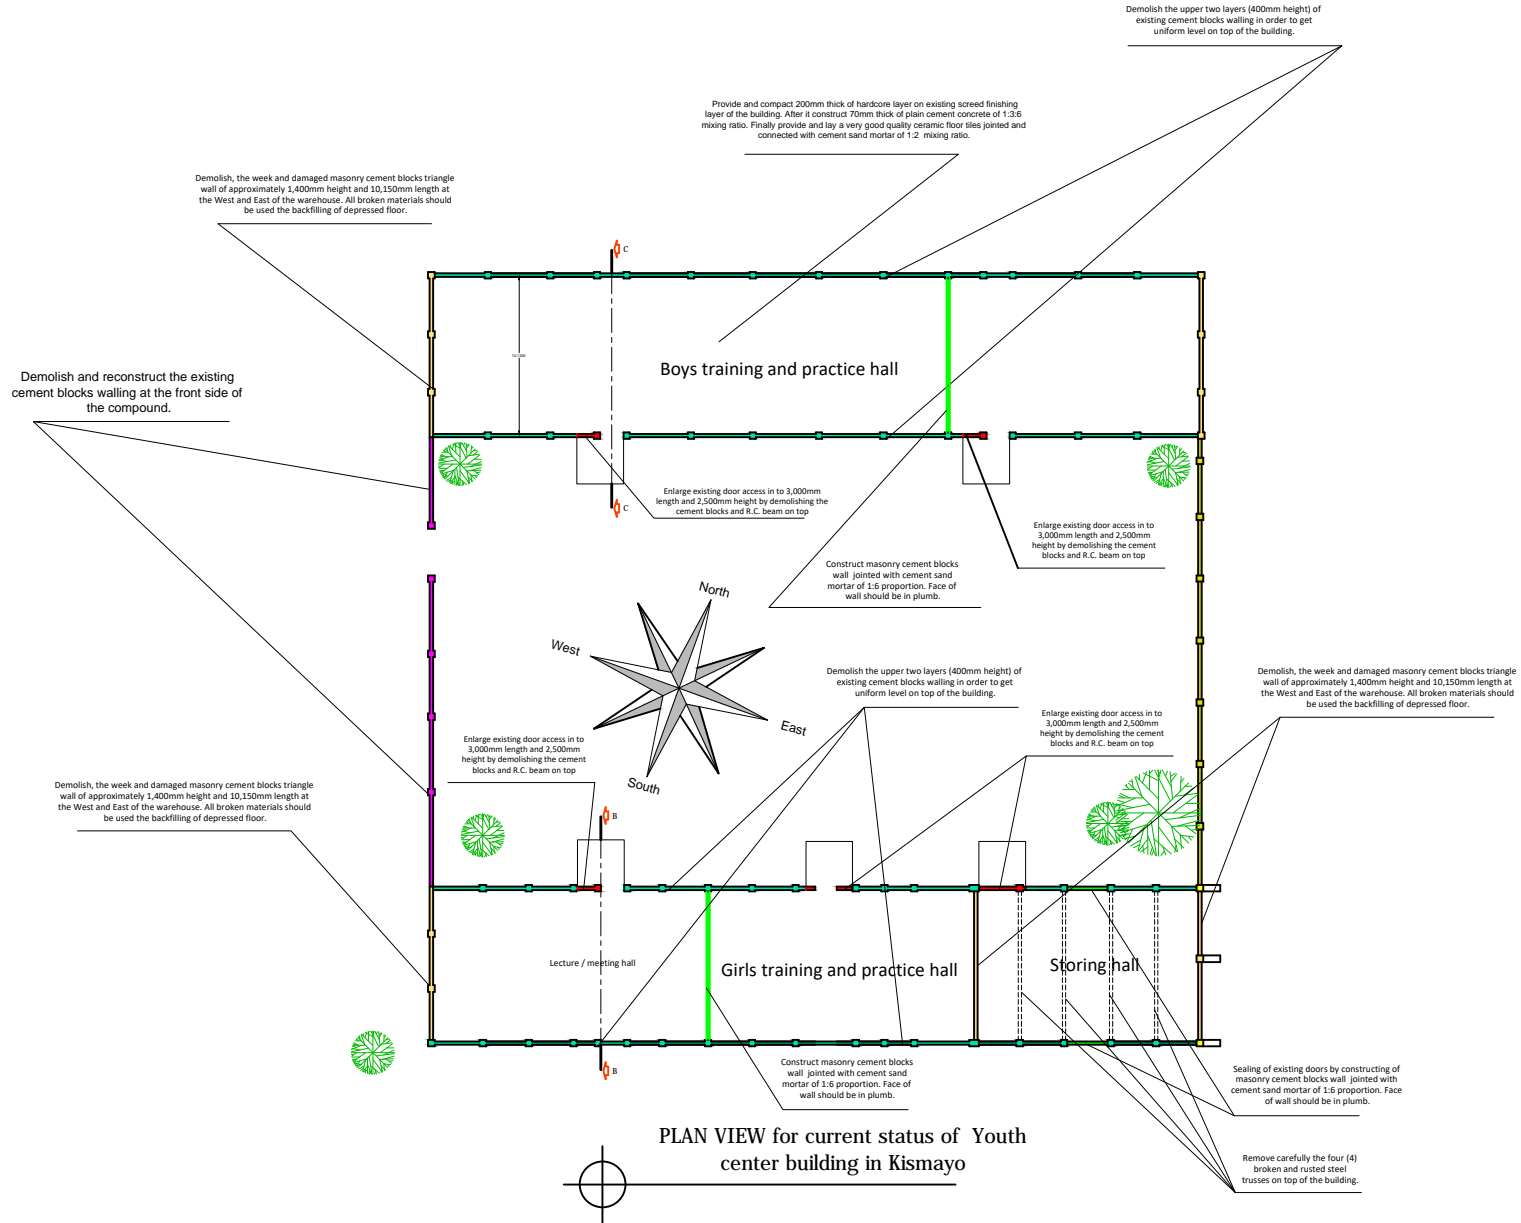 Demolish the upper two layers (400mm height) of
existing cement blocks walling in order to get
uniform level on top of the building.
Provide and compact 200mm thick of hardcore layer on existing screed finishing
layer of the building. After it construct 70mm thick of plain cement concrete of 1:3:6
mixing ratio. Finally provide and lay a very good quality ceramic floor tiles jointed and
connected with cement sand mortar of 1:2 mixing ratio.
Demolish, the week and damaged masonry cement blocks triangle
wall of approximately 1,400mm height and 10,150mm length at
the West and East of the warehouse. All broken materials should
be used the backfilling of depressed floor.
C
Boys training and practice hall
Demolish and reconstruct the existing
cement blocks walling at the front side of
the compound.
Enlarge existing door access in to 3,000mm
length and 2,500mm height by demolishing the
cement blocks and R.C. beam on top
C
Enlarge existing door access in to
3,000mm length and 2,500mm
height by demolishing the cement
blocks and R.C. beam on top
Construct masonry cement blocks
wall jointed with cement sand
mortar of 1:6 proportion. Face of
wall should be in plumb.
North
West
East
South
Demolish the upper two layers (400mm height) of
existing cement blocks walling in order to get
uniform level on top of the building.
Demolish, the week and damaged masonry cement blocks triangle
wall of approximately 1,400mm height and 10,150mm length at
the West and East of the warehouse. All broken materials should
be used the backfilling of depressed floor.
Enlarge existing door access in to
3,000mm length and 2,500mm
height by demolishing the cement
blocks and R.C. beam on top
Enlarge existing door access in to
3,000mm length and 2,500mm
height by demolishing the cement
blocks and R.C. beam on top
Demolish, the week and damaged masonry cement blocks triangle
wall of approximately 1,400mm height and 10,150mm length at
the West and East of the warehouse. All broken materials should
be used the backfilling of depressed floor.
B
Lecture / meeting hall
Girls training and practice hall
Storing hall
B
Construct masonry cement blocks
wall jointed with cement sand
mortar of 1:6 proportion. Face of
wall should be in plumb.
Sealing of existing doors by constructing of
masonry cement blocks wall jointed with
cement sand mortar of 1:6 proportion. Face
of wall should be in plumb.
PLAN VIEW for current status of Youth
center building in Kismayo
Remove carefully the four (4)
broken and rusted steel
trusses on top of the building.